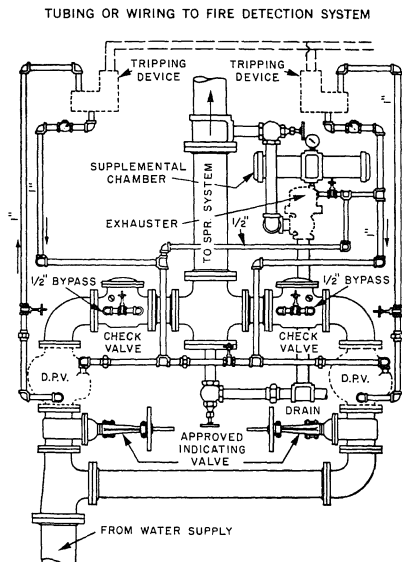 TUBING OR WIRING TO FIRE DETECTION SYSTEM
TRIPPING
DEVICE
TRIPPING
DEVICE
1"
1"
SUPPLEMENTAL
CHAMBER
TO SPR. SYSTEM
EXHAUSTER
1"
1"
1/2"
1/2" BYPASS
1/2" BYPASS
CHECK
VALVE
CHECK
VALVE
D.P.V.
D.P.V.
DRAIN
APPROVED
INDICATING
VALVE
FROM WATER SUPPLY